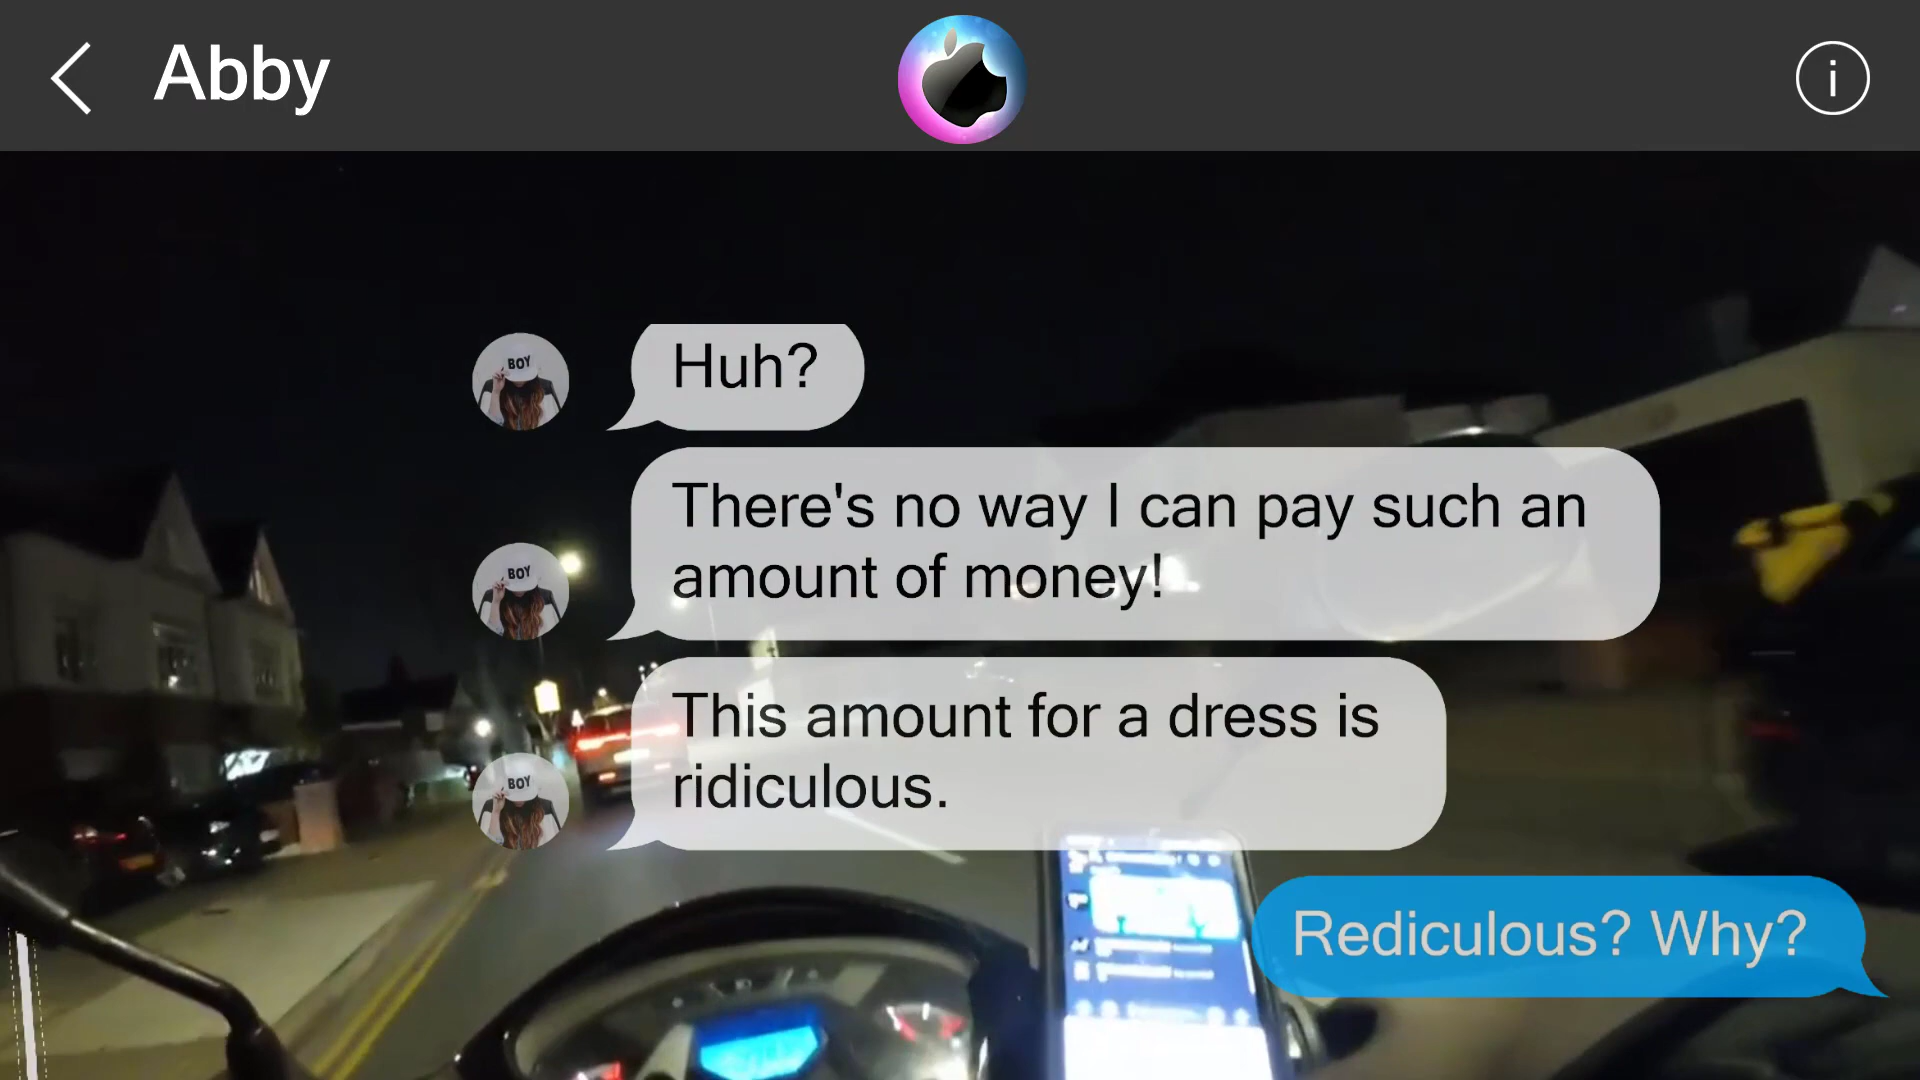 Abby
BOY
Huh?
There's no way I can pay such an
amount of money!
BOY
This amount for a dress is
ridiculous.
BOY
Rediculous? Why?